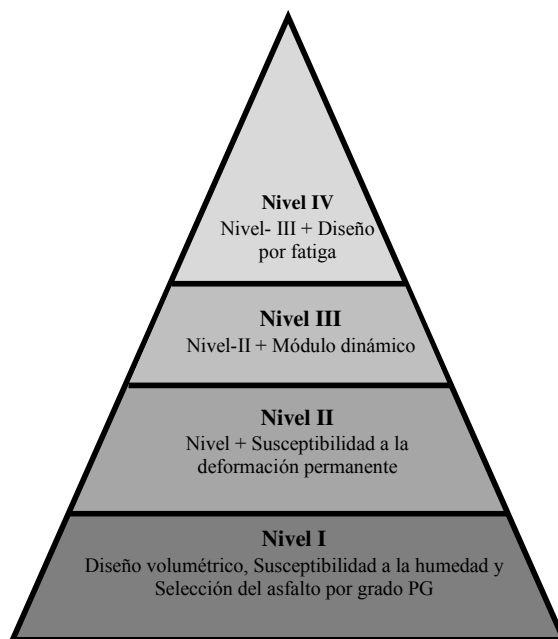 Nivel IV
Nivel- III + Diseño
por fatiga
Nivel III
Nivel-II + Módulo dinámico
Nivel II
Nivel + Susceptibilidad a la
deformación permanente
Nivel I
Diseño volumétrico, Susceptibilidad a la humedad y
Selección del asfalto por grado PG